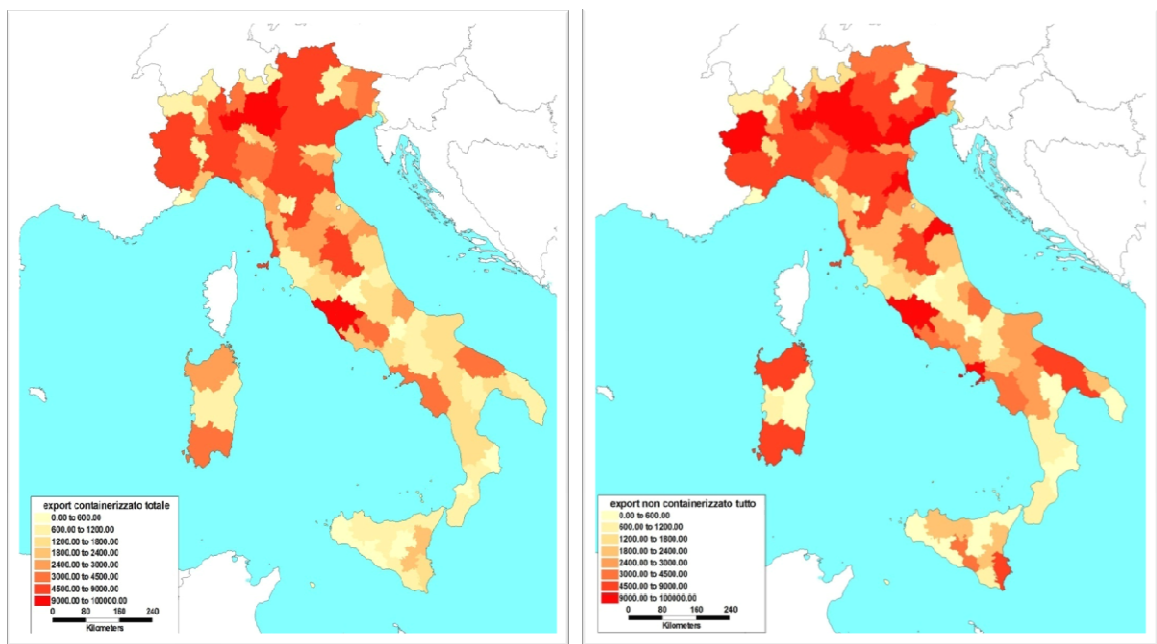 export containerizzato totale
0.00 to 600.00
600.00 to 1200.00
1200.00 to 1800.00
1800.00 to 2400.00
2400.00 to 3000.00
3000.00 to 4500.00
4500.00 to 9000.00
9000.00 to 100000.00
0 80 160 240
Kilometers
export non containerizzato tutto
0.00 to 600.00
600.00 to 1200.00
1200.00 to 1800.00
1800.00 to 2400.00
2400.00 to 3000.00
3000.00 to 4500.00
4500.00 to 9000.00
9000.00 to 100000.00
0 80 160 240
Kilometers